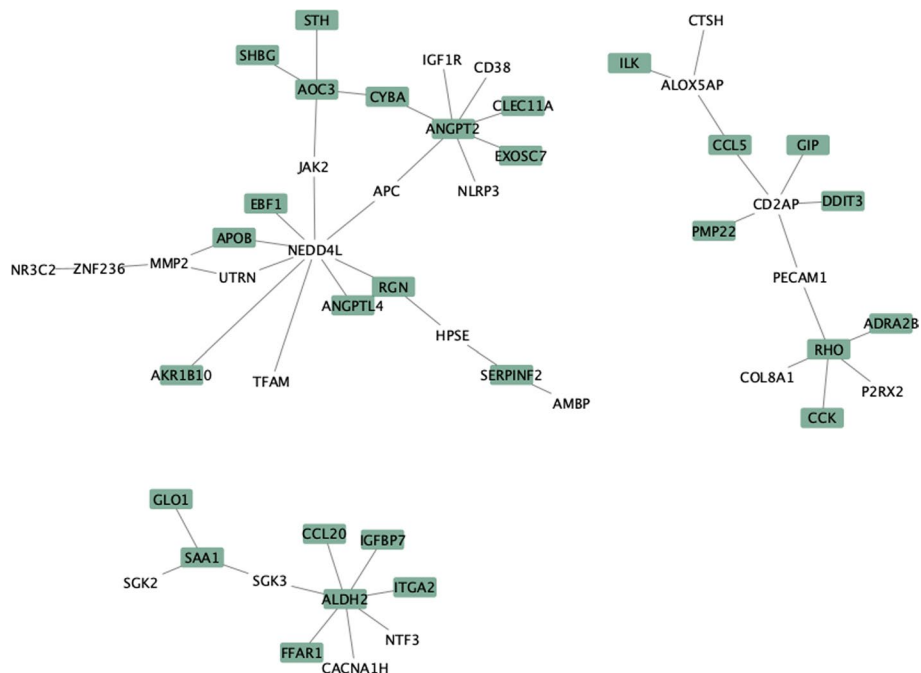 STH
SHBG
AOC3
CYBA
IGF1R
CD38
CLEC11A
ANGPT2
EXOSC7
NLRP3
JAK2
APC
EBF1
APOB
NEDD4L
NR3C2
ZNF236
MMP2
UTRN
RGN
ANGPTL4
HPSE
AKR1B10
TFAM
SERPINF2
AMBP
CTSH
ILK
ALOX5AP
CCL5
GIP
CD2AP
DDIT3
PMP22
PECAM1
ADRA2B
RHO
COL8A1
P2RX2
CCK
GLO1
SAA1
SGK2
SGK3
CCL20
IGFBP7
ITGA2
ALDH2
NTF3
FFAR1
CACNA1H